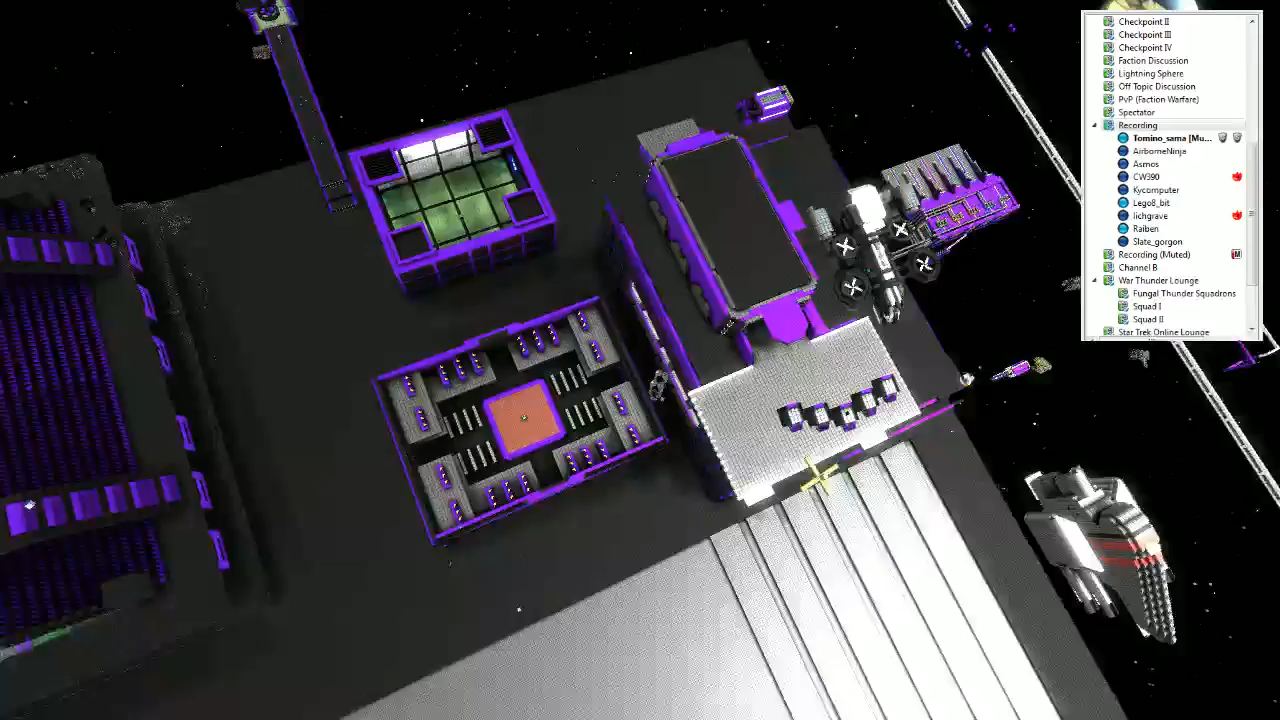 Checkpoint II
Checkpoint III
Checkpoint IV
Faction Discussion
Lightning Sphere
Off Topic Discussion
PvP (Faction Warfare)
Spectator
Recording
Tomino_sama [Mu...
AirborneNinja
Asmos
CW390
Kycomputer
Lego8_bit
lichgrave
Raiben
Slate_gorgon
Recording (Muted)
M
Channel B
War Thunder Lounge
Fungal Thunder Squadrons
Squad I
Squad II
Star Trek Online Lounge